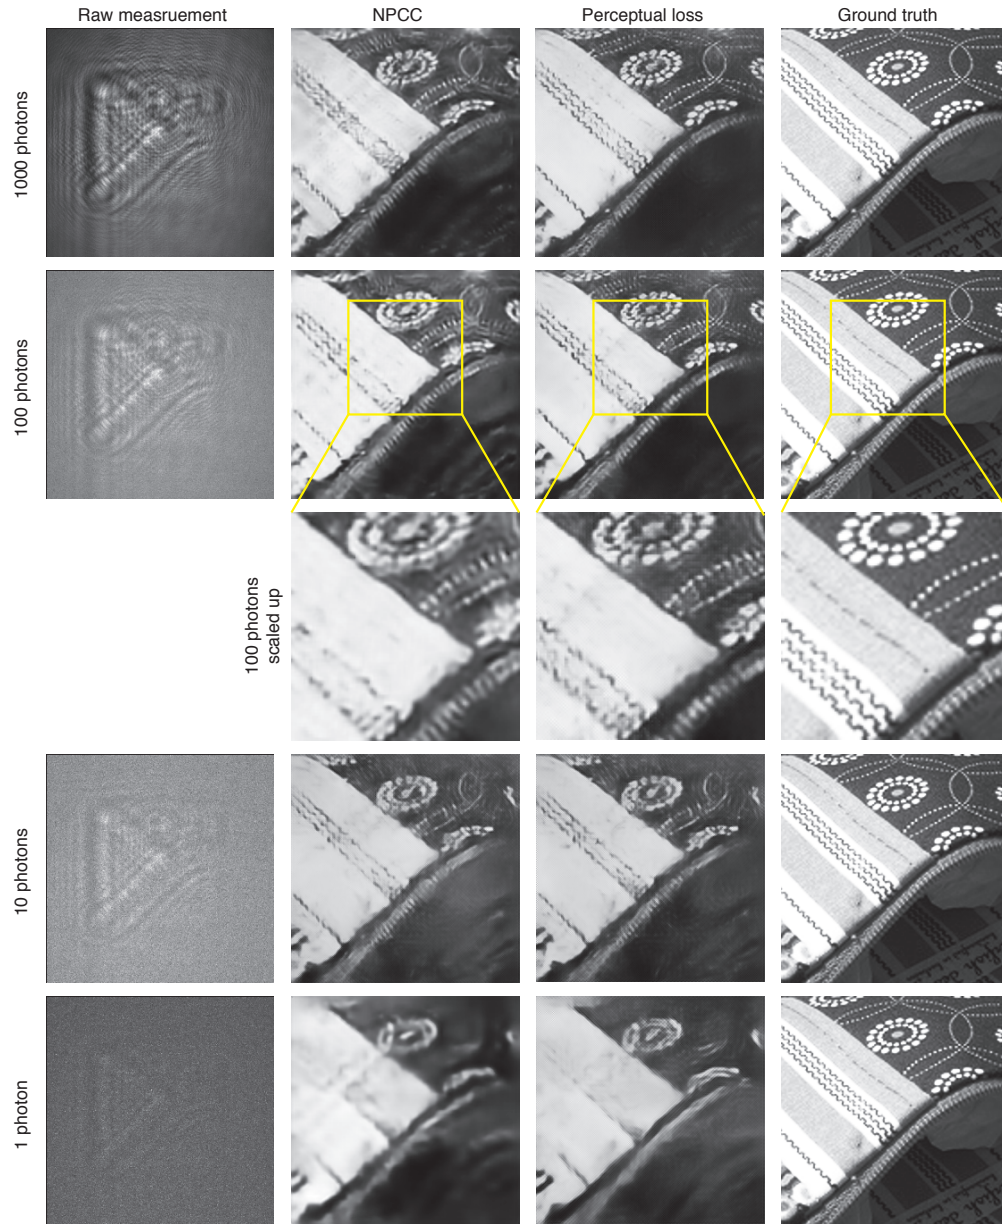 Raw measruement
NPCC
Perceptual loss
Ground truth
1000 photons
100 photons
100 photons
scaled up
10 photons
1 photon